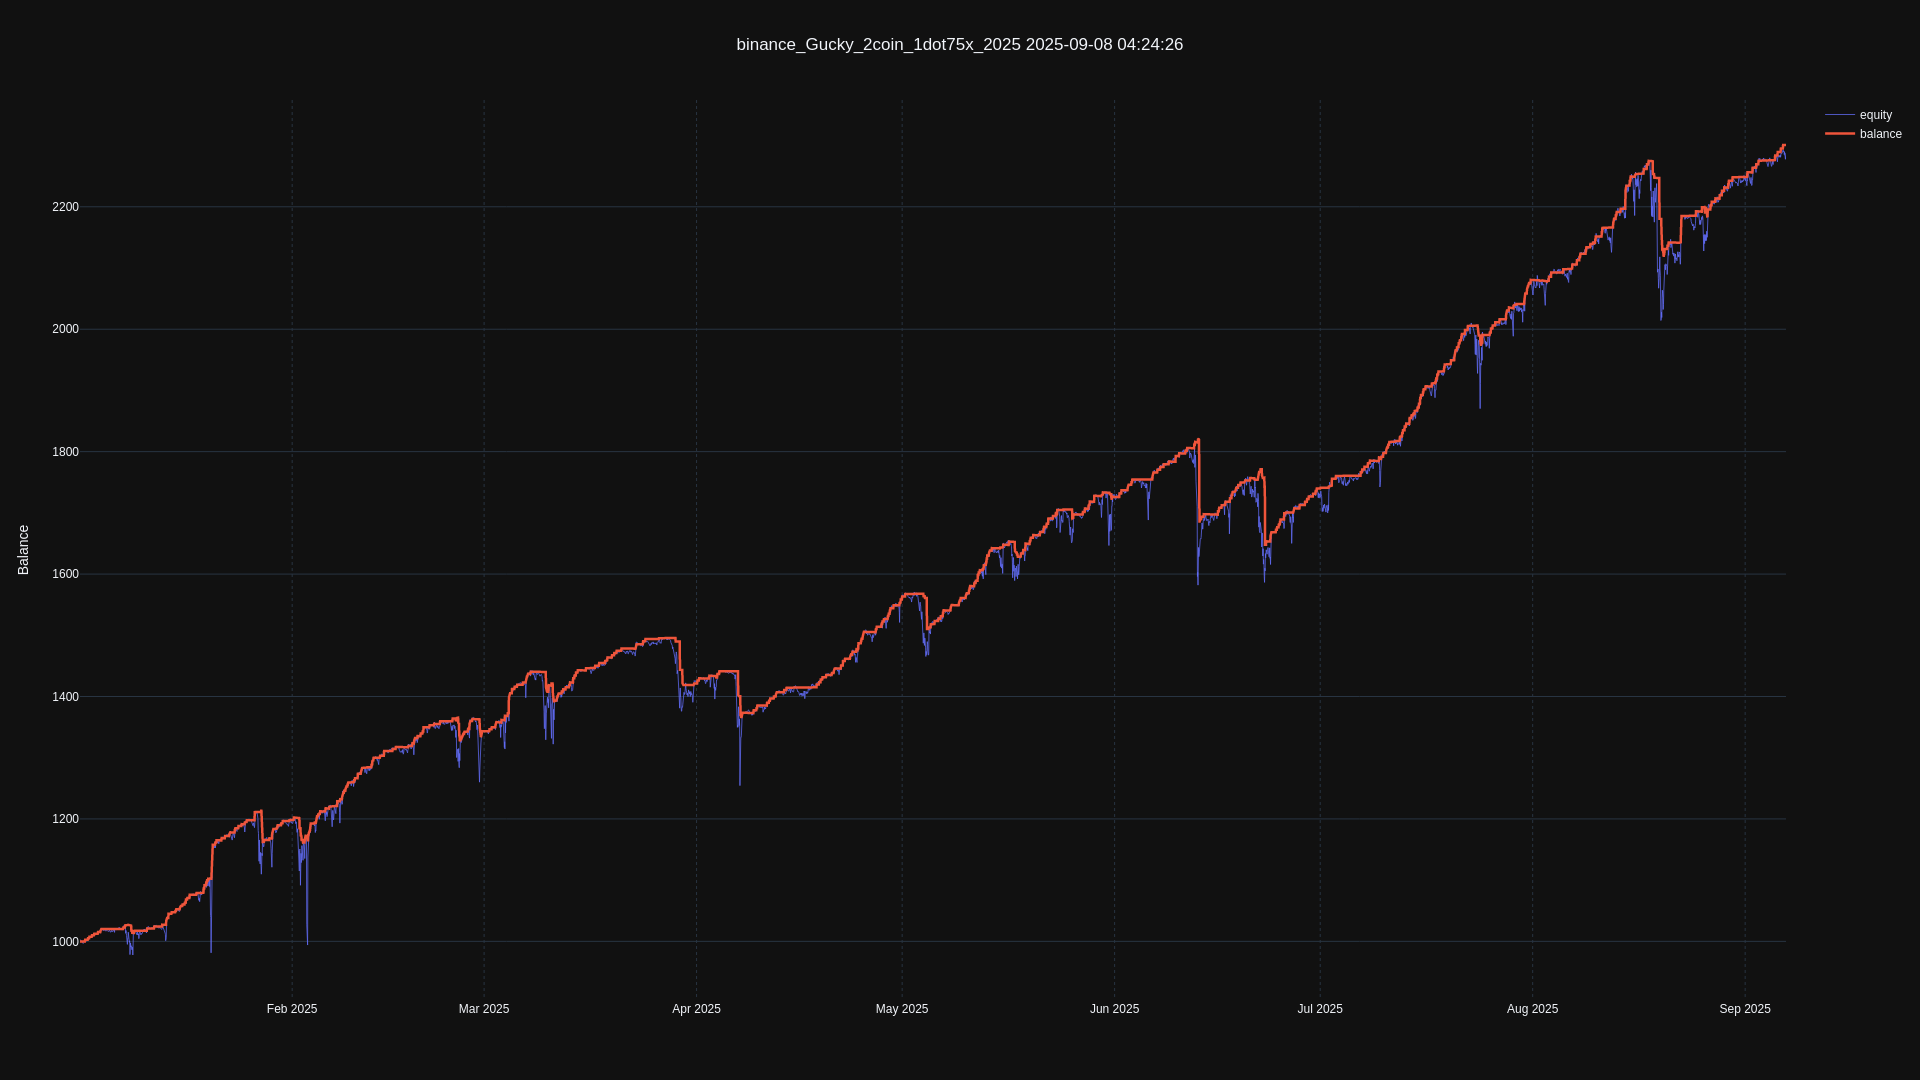 binance_Gucky_2coin_1dot75x_2025 2025-09-08 04:24:26
equity
balance
Balance
2200
2000
1800
1600
1400
1200
1000
Feb 2025
Mar 2025
Apr 2025
May 2025
Jun 2025
Jul 2025
Aug 2025
Sep 2025